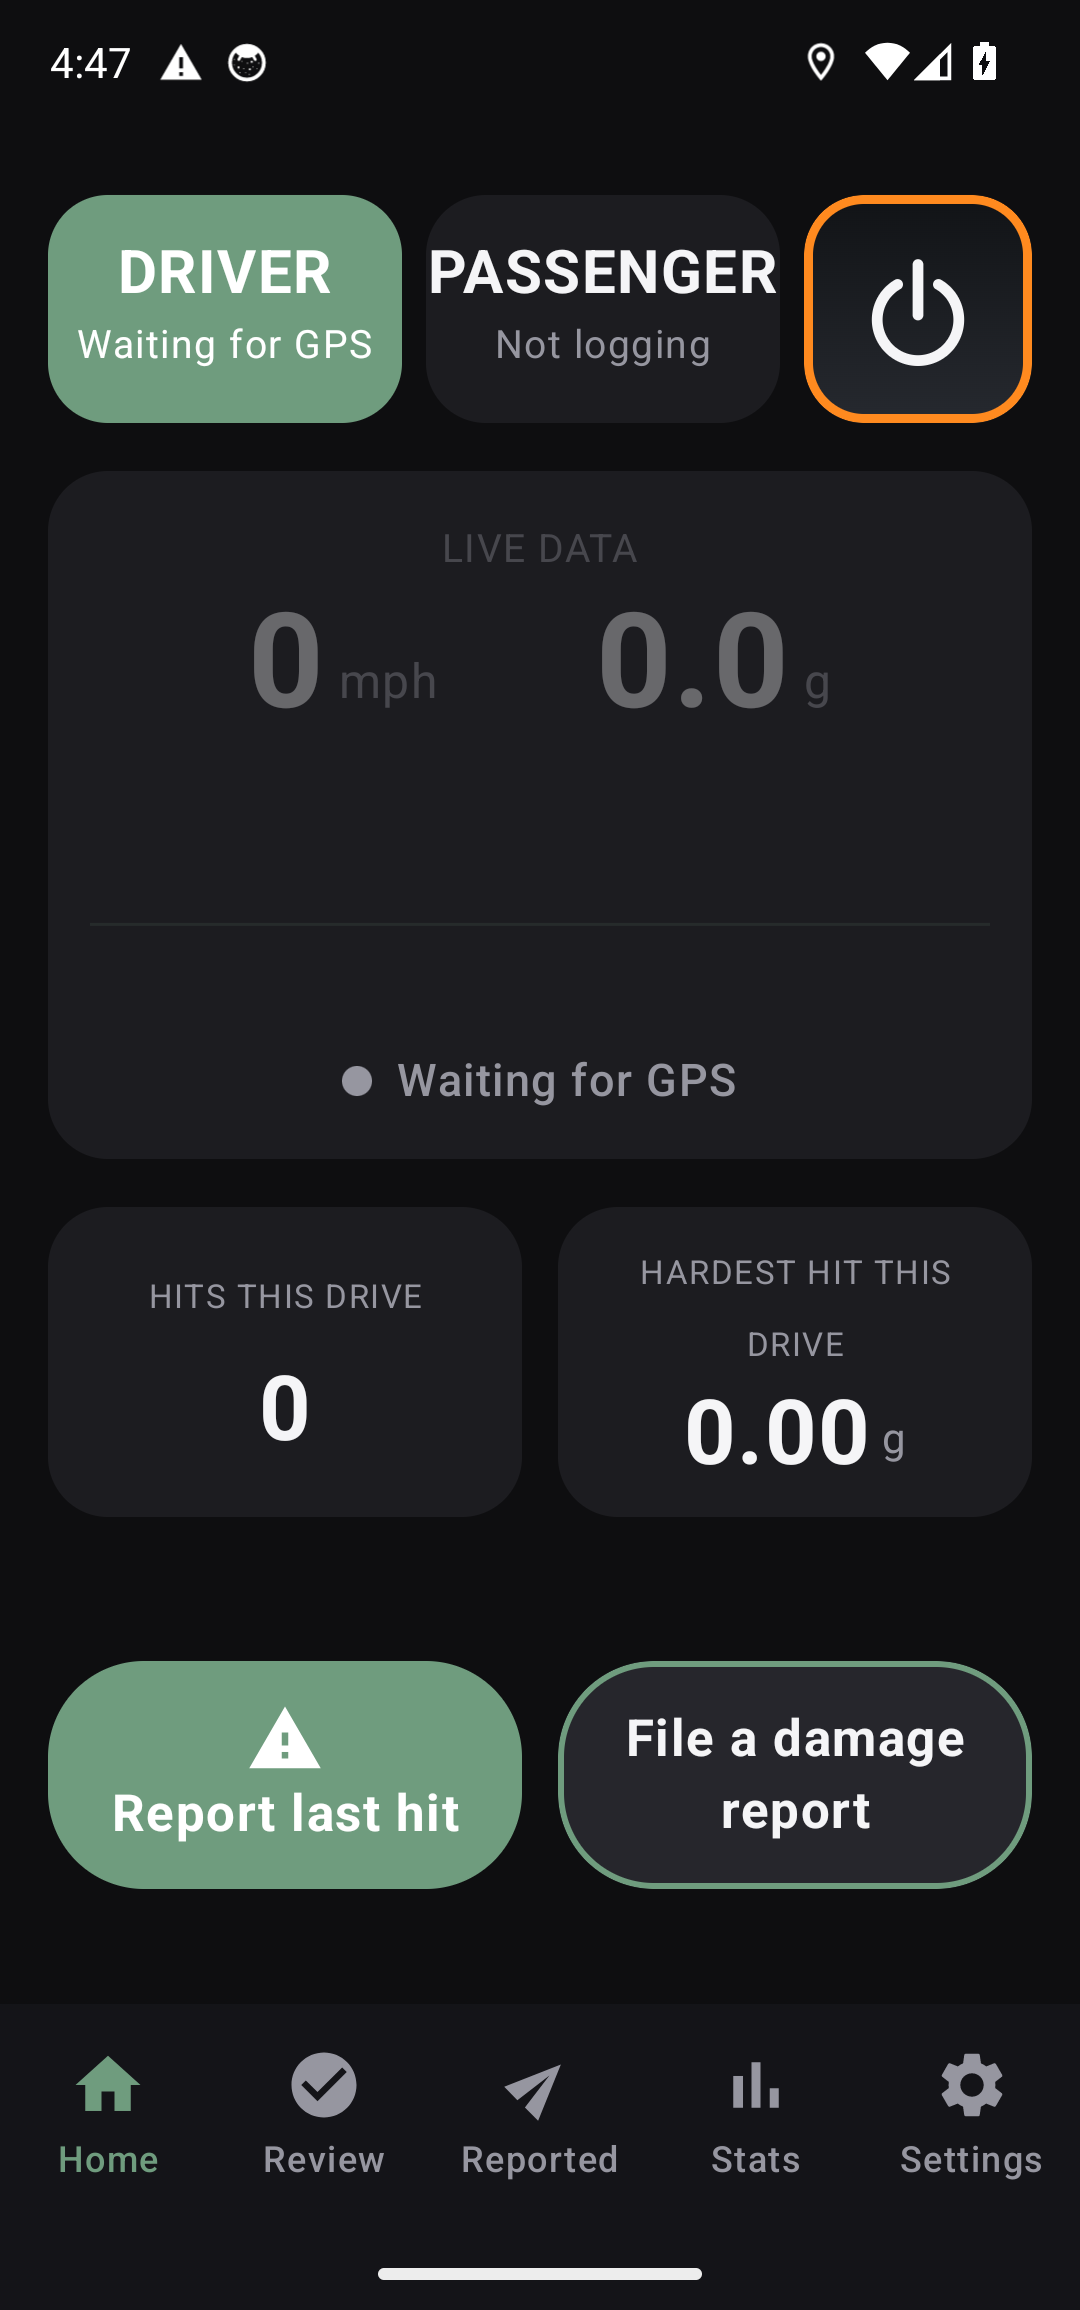 4:47
DRIVER
Waiting for GPS
PASSENGER
Not logging
LIVE DATA
0 mph
0.0 g
Waiting for GPS
HITS THIS DRIVE
0
HARDEST HIT THIS
DRIVE
0.00 g
Report last hit
File a damage
report
Home
Review
Reported
Stats
Settings